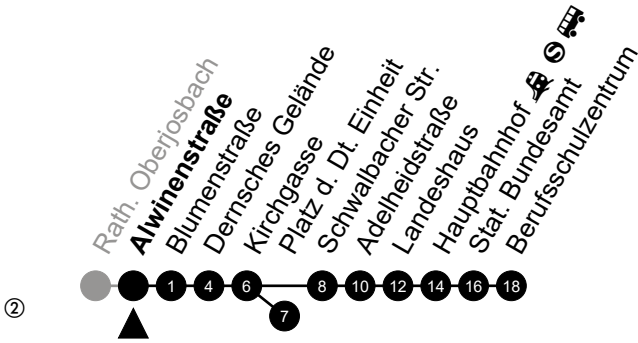 Rath. Oberjosbach
Alwinenstraße
Blumenstraße
Dernsches Gelände
Kirchgasse
Platz d. Dt. Einheit
Schwalbacher Str.
Adelheidstraße
Landeshaus
Hauptbahnhof S
Stat. Bundesamt
Berufsschulzentrum
② 1 4 6 8 10 12 14 16 18
7